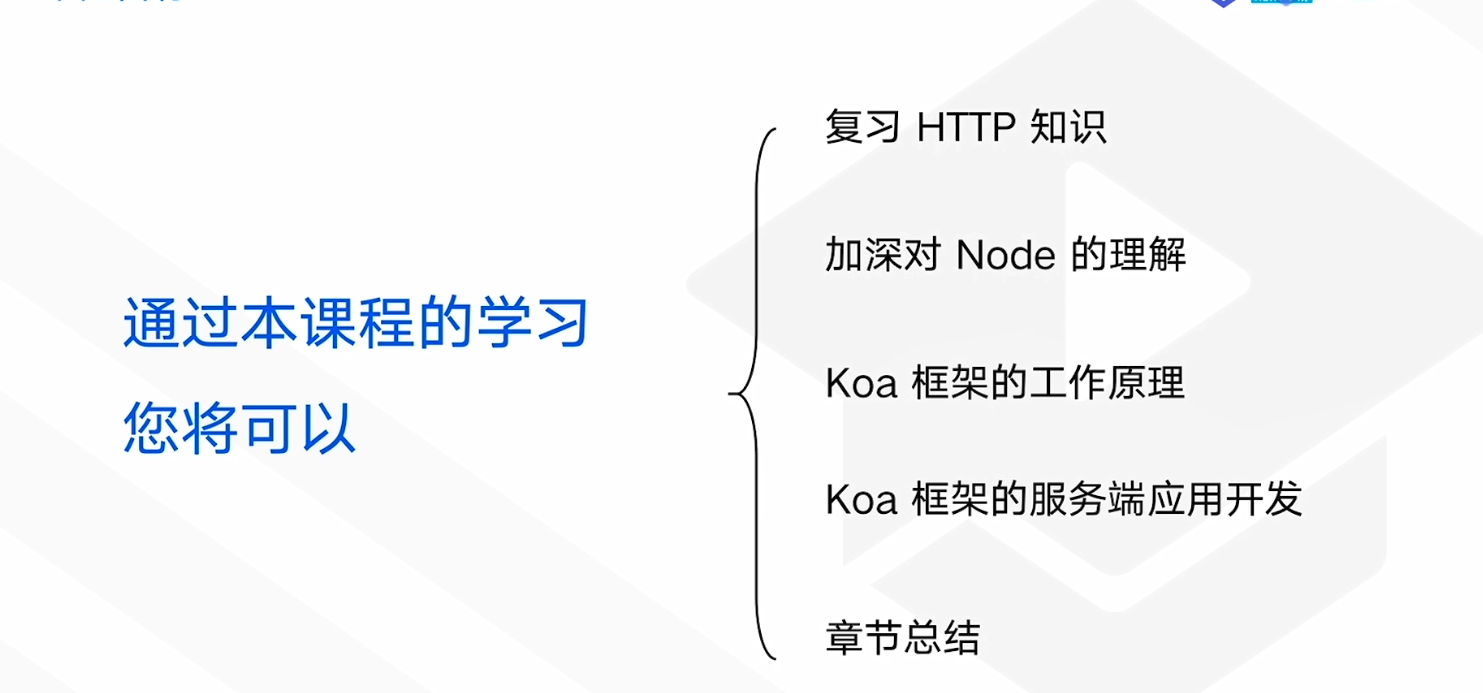 通过本课程的学习
您将可以
复习 HTTP 知识
加深对 Node 的理解
Koa 框架的工作原理
Koa 框架的服务端应用开发
章节总结